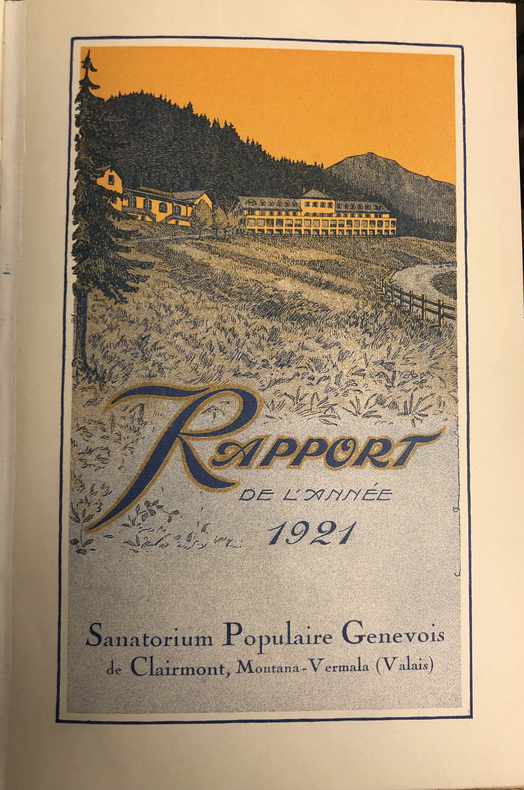 RAPPORT
DE L'ANNÉE
1921
Sanatorium Populaire Genevois
de Clairmont, Montana-Vermala (Valais)